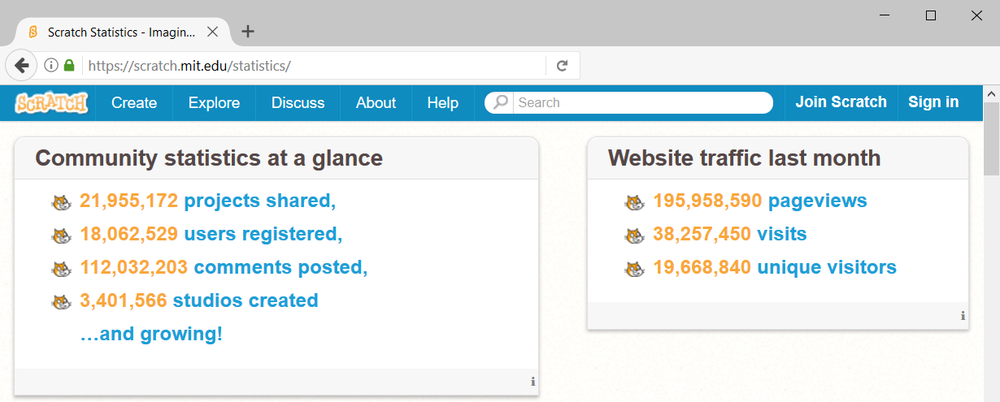 Scratch Statistics - Imagin...
https://scratch.mit.edu/statistics/
SCRATCH Create Explore Discuss About Help Search Join Scratch Sign in
Community statistics at a glance
21,955,172 projects shared,
18,062,529 users registered,
112,032,203 comments posted,
3,401,566 studios created
…and growing!
Website traffic last month
195,958,590 pageviews
38,257,450 visits
19,668,840 unique visitors